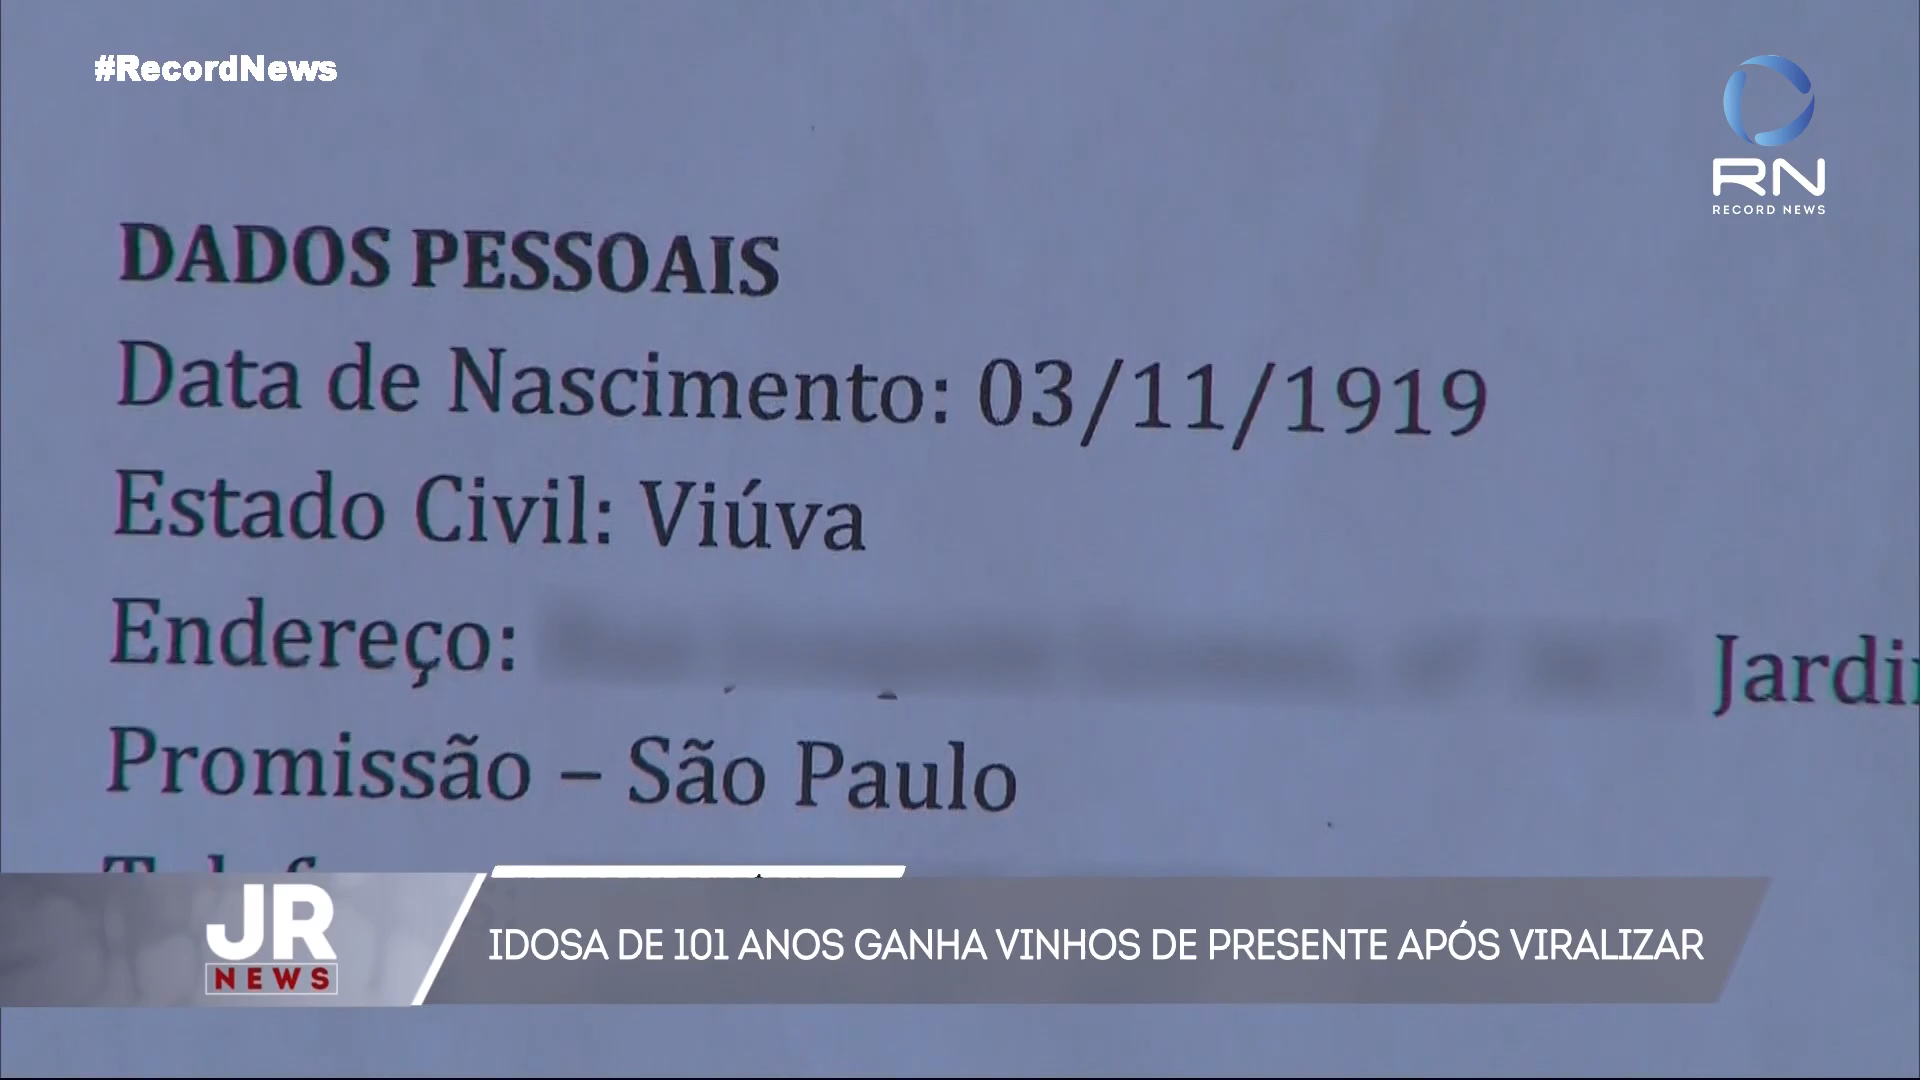 #RecordNews
RN
RECORD NEWS
DADOS PESSOAIS
Data de Nascimento: 03/11/1919
Estado Civil: Viúva
Endereço:
Promissão – São Paulo
JR
NEWS
IDOSA DE 101 ANOS GANHA VINHOS DE PRESENTE APÓS VIRALIZAR